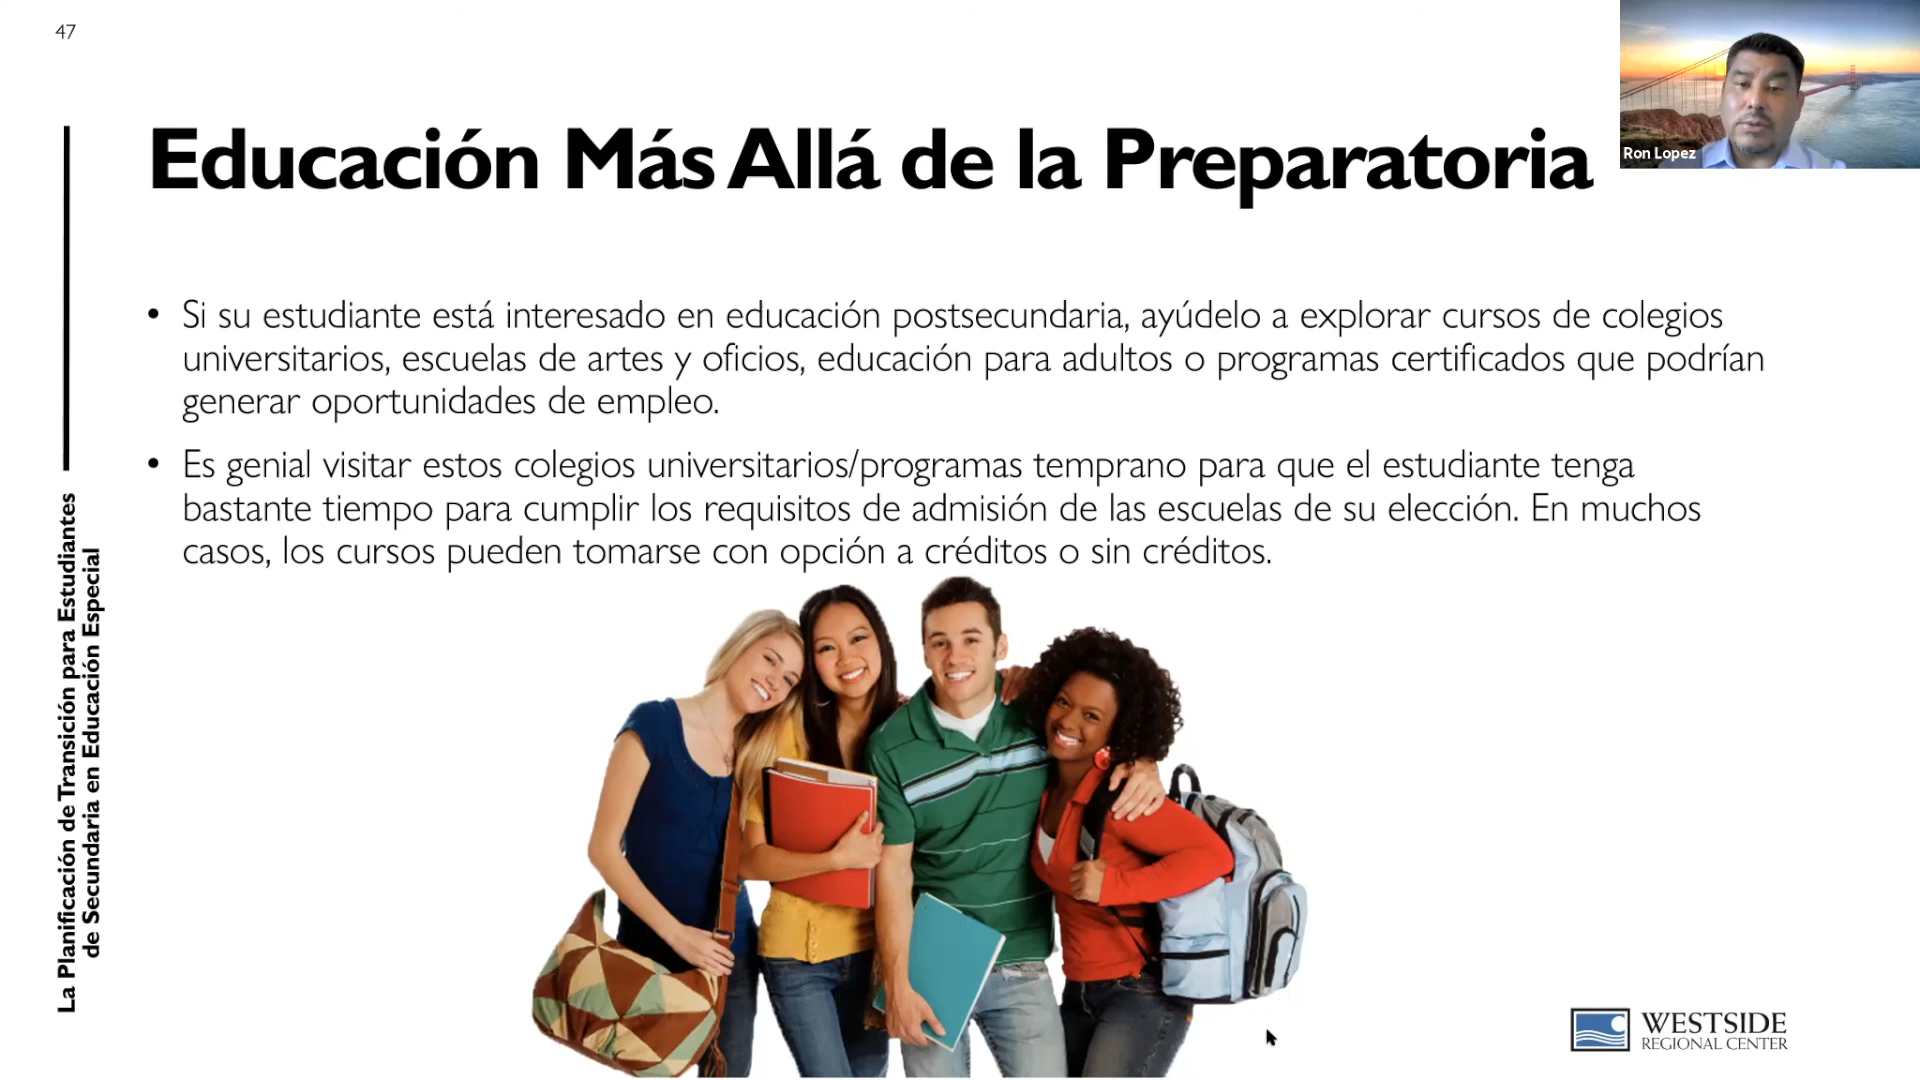 47
Educación Más Allá de la Preparatoria
Ron Lopez
• Si su estudiante está interesado en educación postsecundaria, ayúdelo a explorar cursos de colegios
universitarios, escuelas de artes y oficios, educación para adultos o programas certificados que podrían
generar oportunidades de empleo.
• Es genial visitar estos colegios universitarios/programas temprano para que el estudiante tenga
bastante tiempo para cumplir los requisitos de admisión de las escuelas de su elección. En muchos
casos, los cursos pueden tomarse con opción a créditos o sin créditos.
La Planificación de Transición para Estudiantes
de Secundaria en Educación Especial
WESTSIDE
REGIONAL CENTER